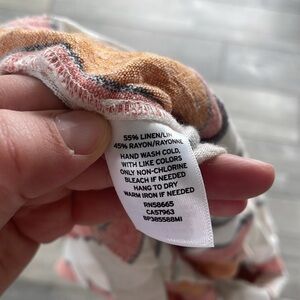 55% LINEN/LIN
45% RAYON/RAYONNE
HAND WASH COLD,
WITH LIKE COLORS
ONLY NON-CHLORINE
BLEACH IF NEEDED
HANG TO DRY
WARM IRON IF NEEDED
RN58665
CA57963
BP385588MI